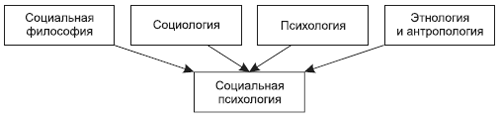 Социальная
философия
Социология
Психология
Этнология
и антропология
Социальная
психология